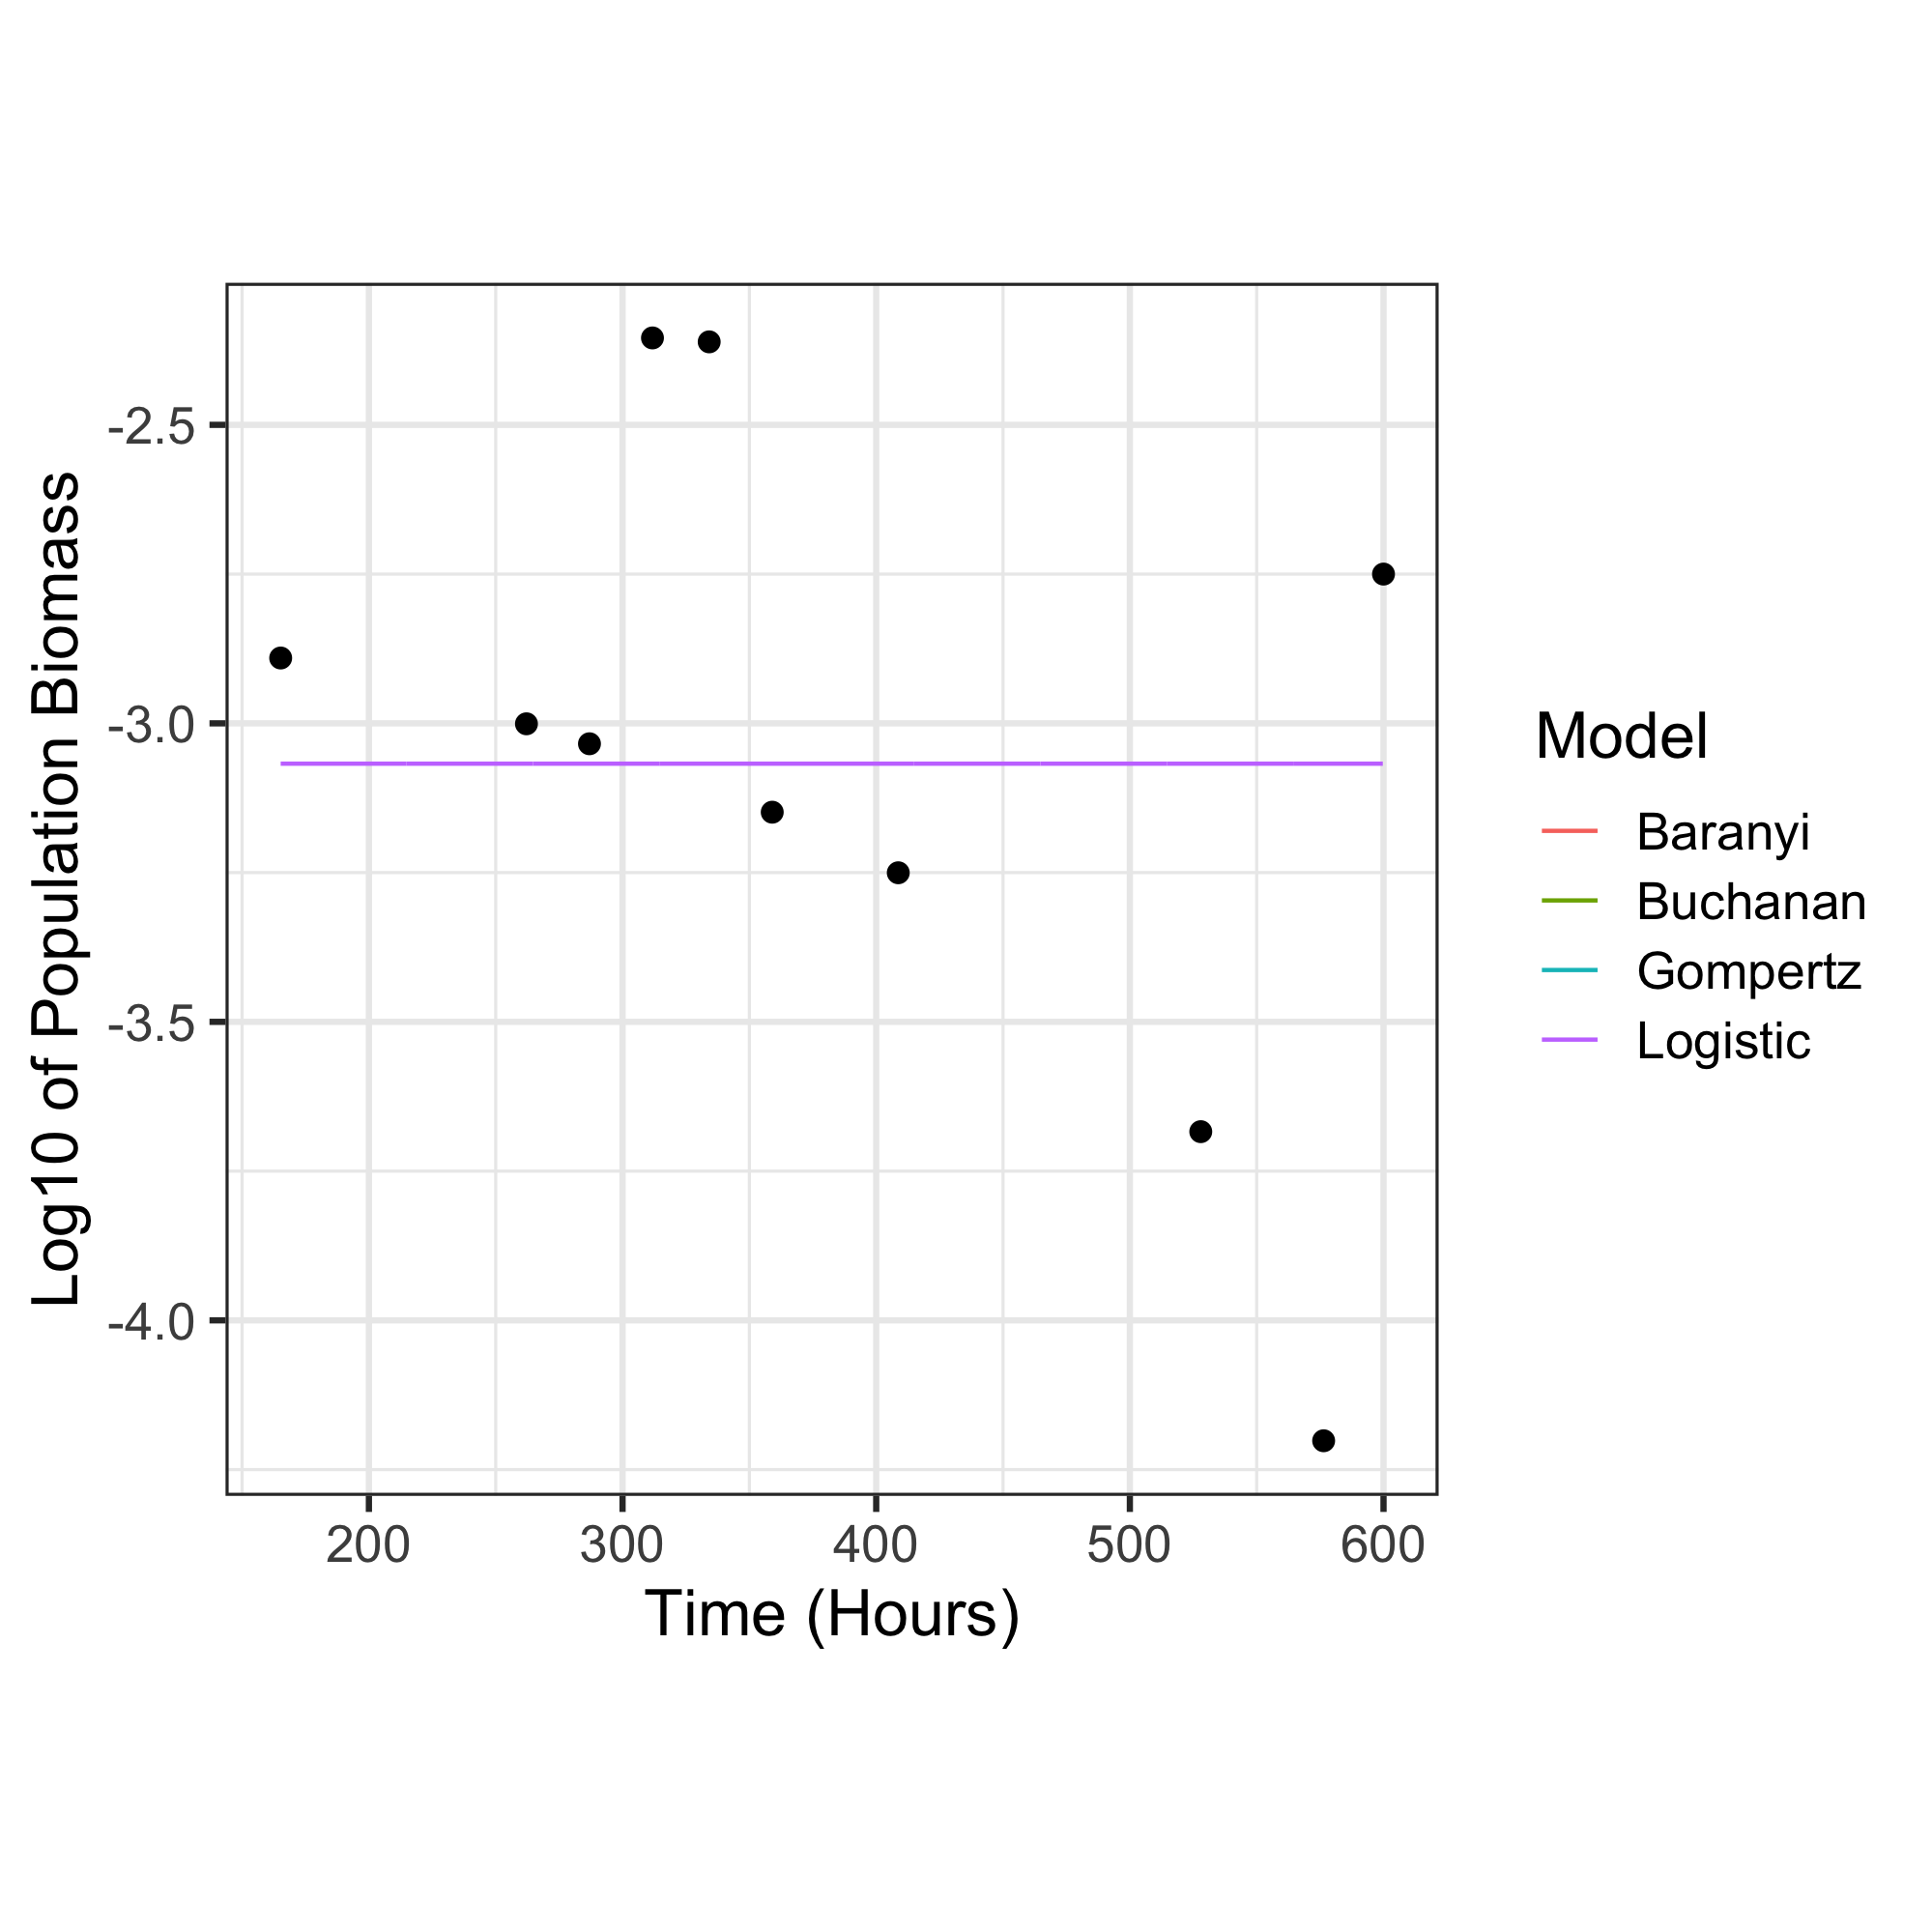 Log10 of Population Biomass
-2.5
-3.0
-3.5
-4.0
200 300 400 500 600
Time (Hours)
Model
Baranyi
Buchanan
Gompertz
Logistic